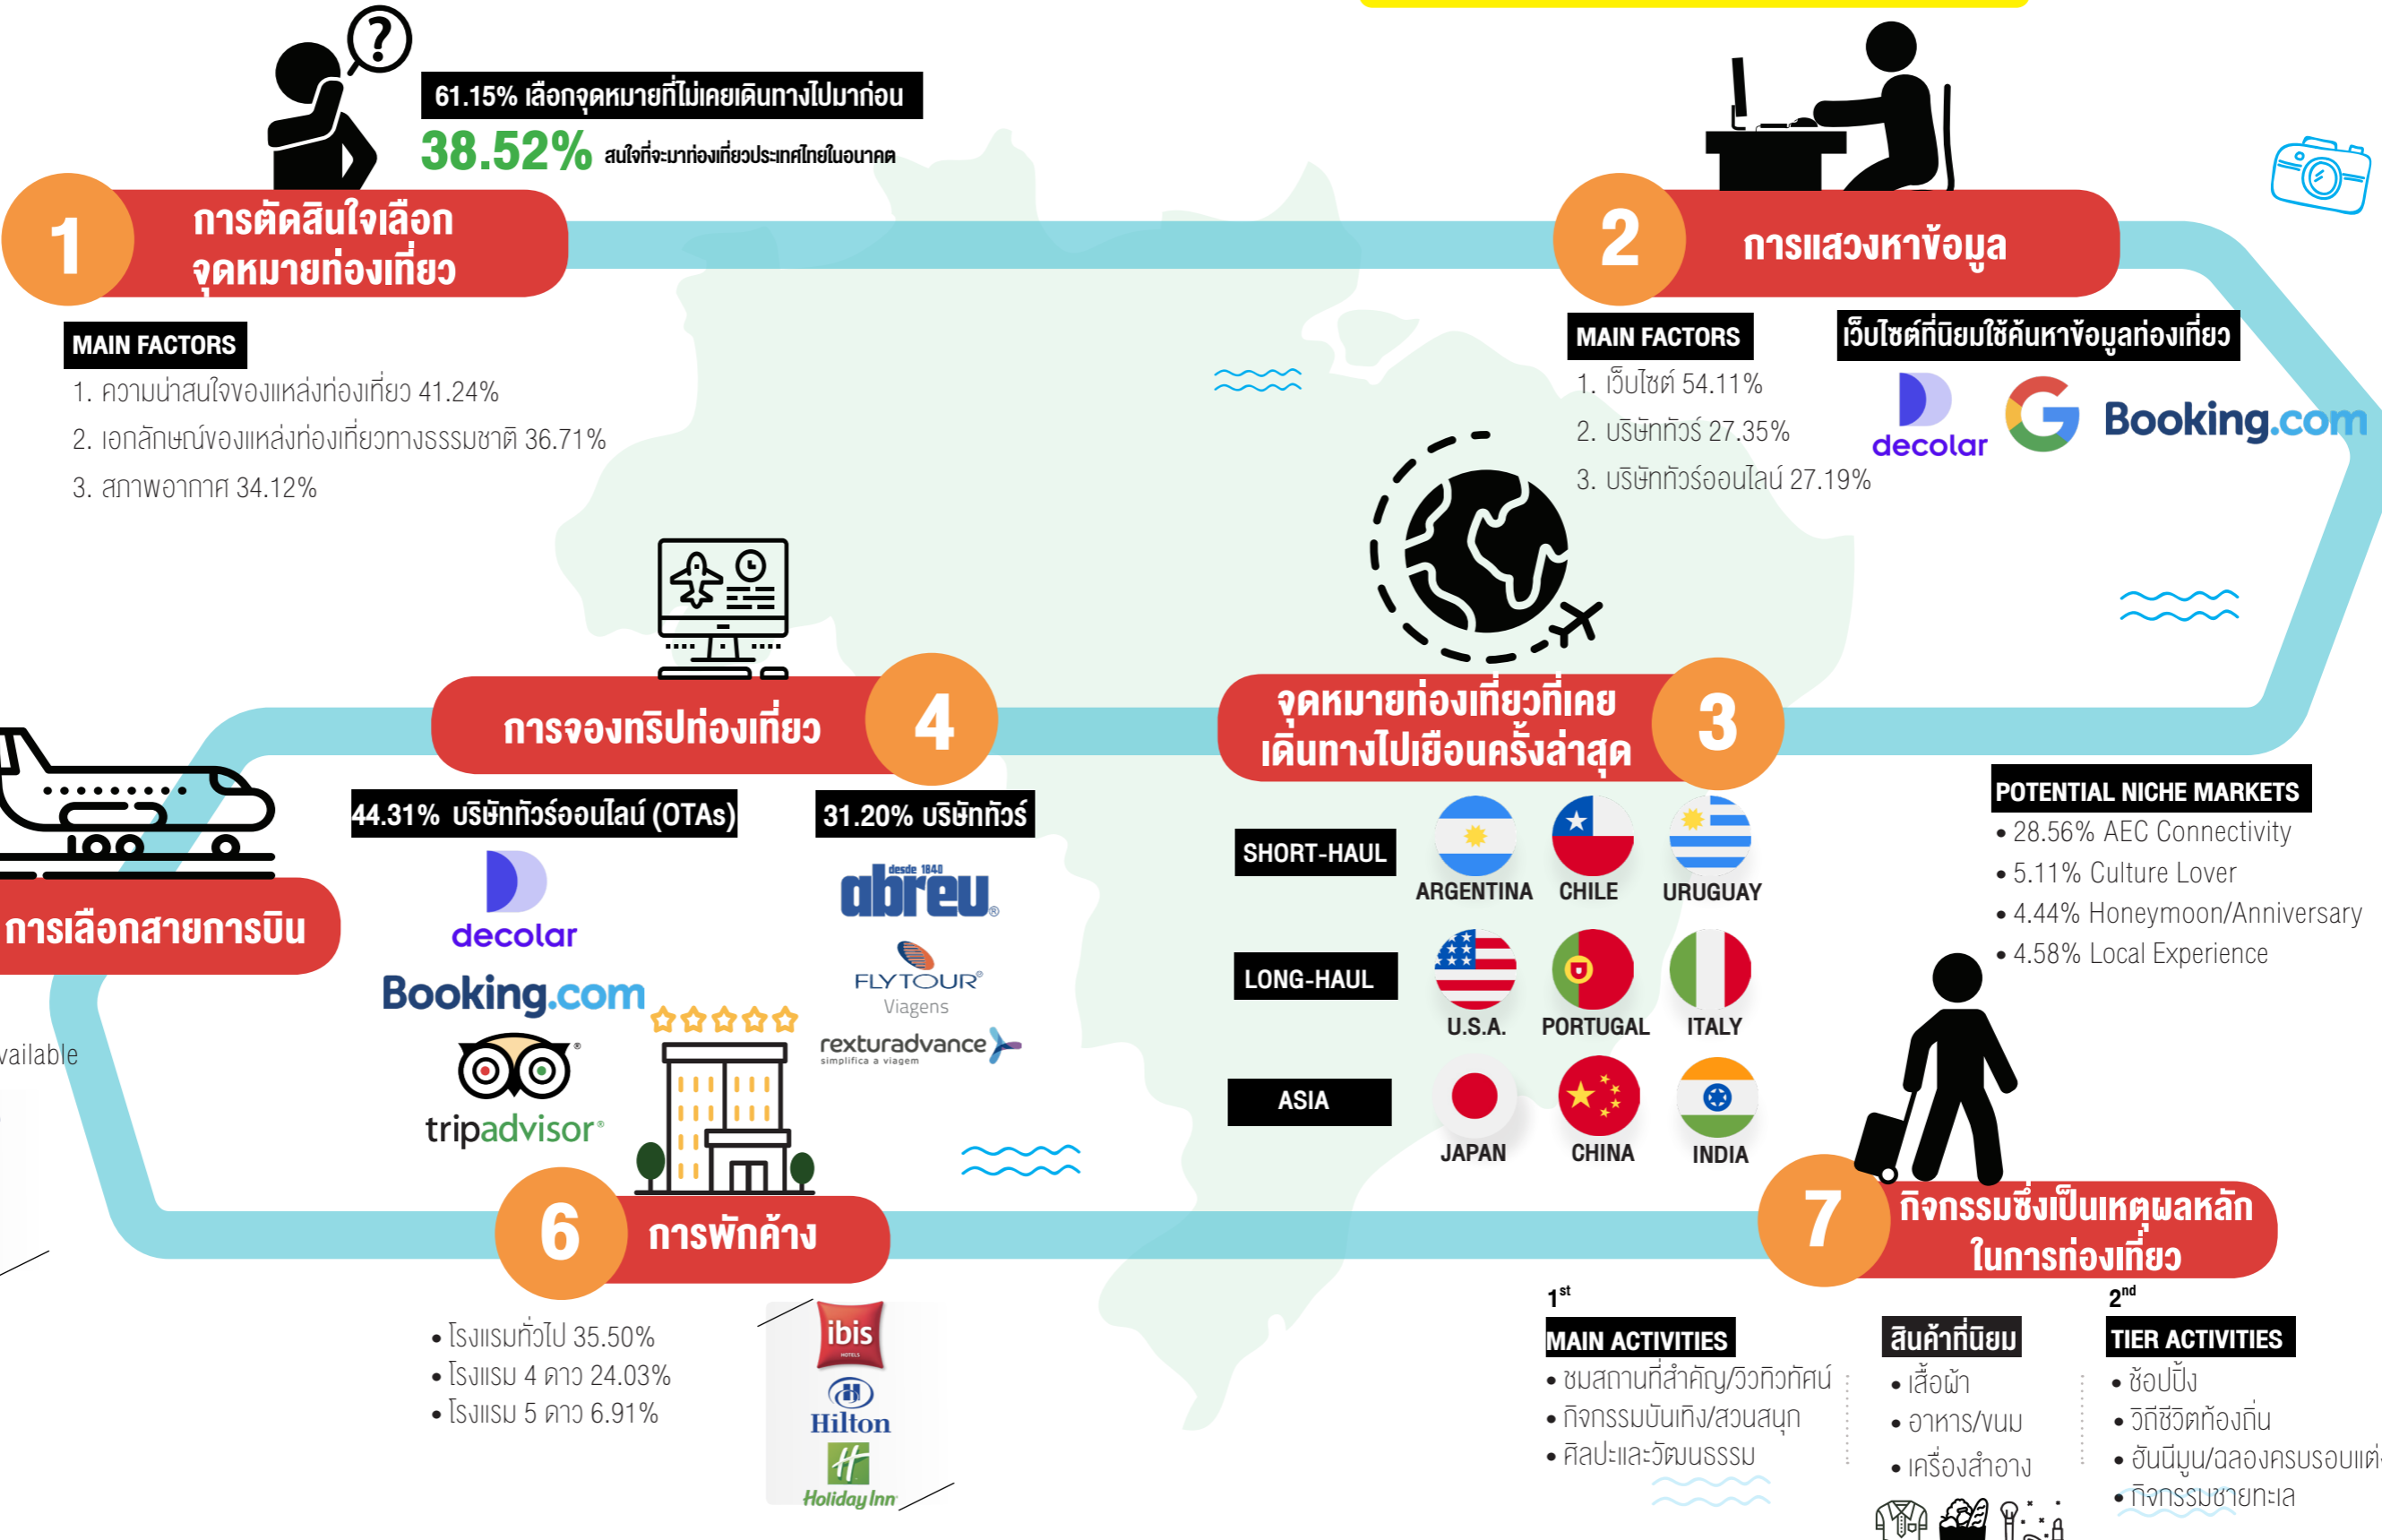 ?
61.15% เลือกจุดหมายที่ไม่เคยเดินทางไปมาก่อน
38.52% สนใจที่จะมาท่องเที่ยวประเทศไทยในอนาคต
1
การตัดสินใจเลือก
จุดหมายท่องเที่ยว
MAIN FACTORS
1. ความน่าสนใจของแหล่งท่องเที่ยว 41.24%
2. เอกลักษณ์ของแหล่งท่องเที่ยวทางธรรมชาติ 36.71%
3. สภาพอากาศ 34.12%
2
การแสวงหาข้อมูล
MAIN FACTORS
1. เว็บไซต์ 54.11%
2. บริษัททัวร์ 27.35%
3. บริษัททัวร์ออนไลน์ 27.19%
เว็บไซต์ที่นิยมใช้ค้นหาข้อมูลท่องเที่ยว
decolar
G
Booking.com
จุดหมายท่องเที่ยวที่เคย
เดินทางไปเยือนครั้งล่าสุด
3
SHORT-HAUL
ARGENTINA CHILE URUGUAY
LONG-HAUL
U.S.A. PORTUGAL ITALY
ASIA
JAPAN CHINA INDIA
การจองทริปท่องเที่ยว
4
44.31% บริษัททัวร์ออนไลน์ (OTAs)
decolar
Booking.com
tripadvisor®
31.20% บริษัททัวร์
desde 1840
abreu®
FLYTOUR®
Viagens
rexturadvance
simplifica a viagem
การเลือกสายการบิน
vailable
6
การพักค้าง
• โรงแรมทั่วไป 35.50%
• โรงแรม 4 ดาว 24.03%
• โรงแรม 5 ดาว 6.91%
ibis
HOTELS
H
Hilton
H
Holiday Inn
POTENTIAL NICHE MARKETS
• 28.56% AEC Connectivity
• 5.11% Culture Lover
• 4.44% Honeymoon/Anniversary
• 4.58% Local Experience
7
กิจกรรมซึ่งเป็นเหตุผลหลัก
ในการท่องเที่ยว
1st
MAIN ACTIVITIES
• ชมสถานที่สำคัญ/วิวทิวทัศน์
• กิจกรรมบันเทิง/สวนสนุก
• ศิลปะและวัฒนธรรม
สินค้าที่นิยม
• เสื้อผ้า
• อาหาร/ขนม
• เครื่องสำอาง
2nd
TIER ACTIVITIES
• ช้อปปิ้ง
• วิถีชีวิตท้องถิ่น
• ฮันนีมูน/ฉลองครบรอบแต่
• กิจกรรมชายทะเล